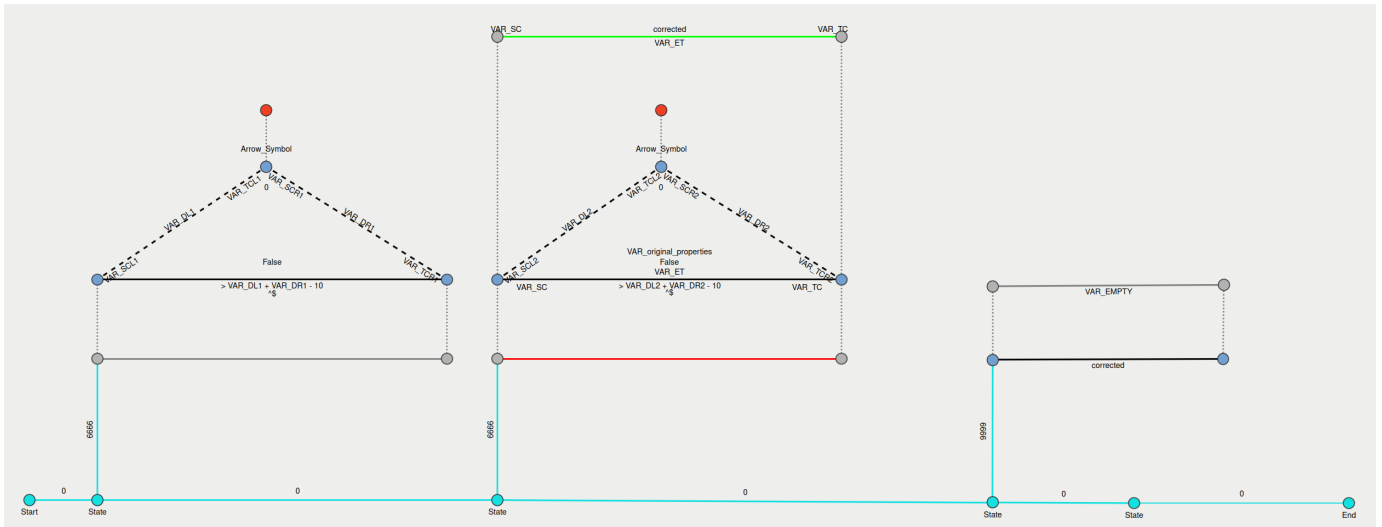 VAR_SC
corrected
VAR_TC
VAR_ET
Arrow_Symbol
Arrow_Symbol
VAR_TCL1
0
VAR_SCR1
VAR_TCL2
0
VAR_SCR2
VAR_DL1
VAR_DR1
VAR_DL2
VAR_DR2
VAR_original_properties
False
False
VAR_SCL1
VAR_TCR1
VAR_SCL2
VAR_ET
VAR_TCR2
> VAR_DL1 + VAR_DR1 - 10
^$
VAR_SC
> VAR_DL2 + VAR_DR2 - 10
^$
VAR_TC
VAR_EMPTY
corrected
6666
6666
9999
0
0
0
0
0
Start
State
State
State
State
End